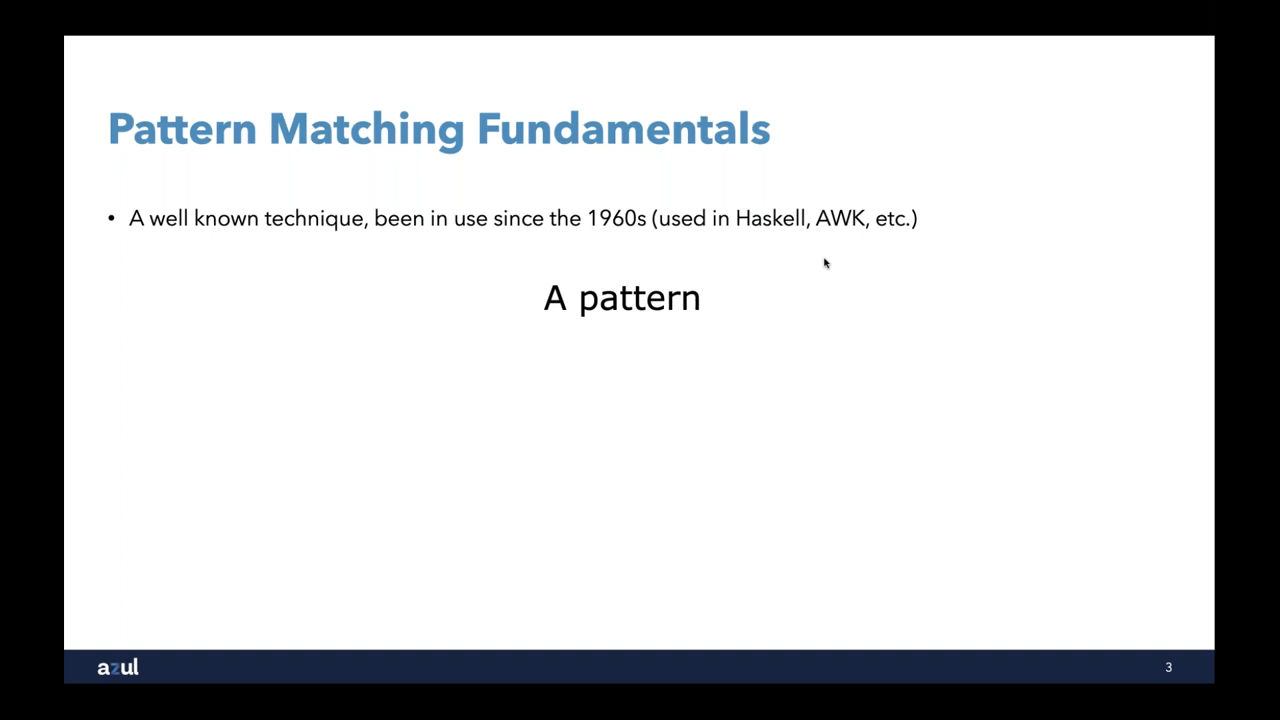 Pattern Matching Fundamentals
• A well known technique, been in use since the 1960s (used in Haskell, AWK, etc.)
A pattern
azul
3